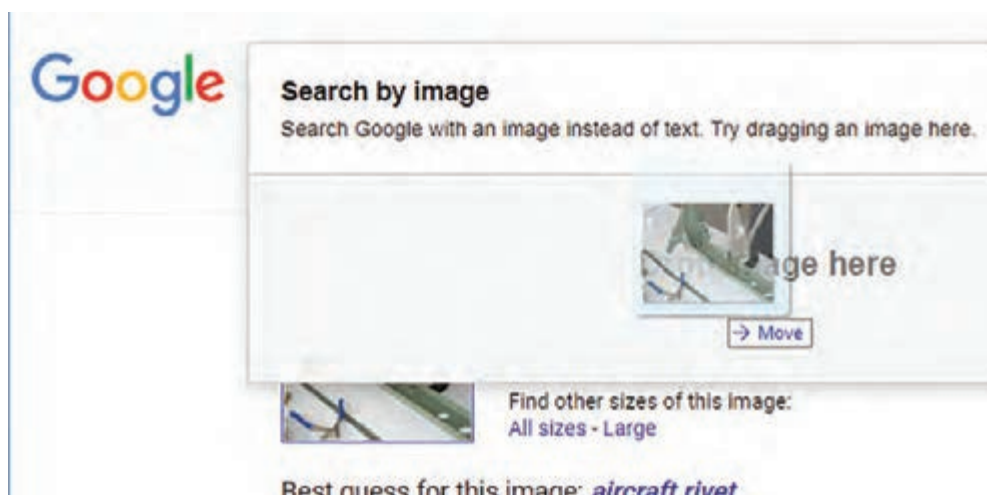 Google
Search by image
Search Google with an image instead of text. Try dragging an image here.
here
→ Move
Find other sizes of this image:
All sizes - Large
Best guess for this image: aircraft rivet